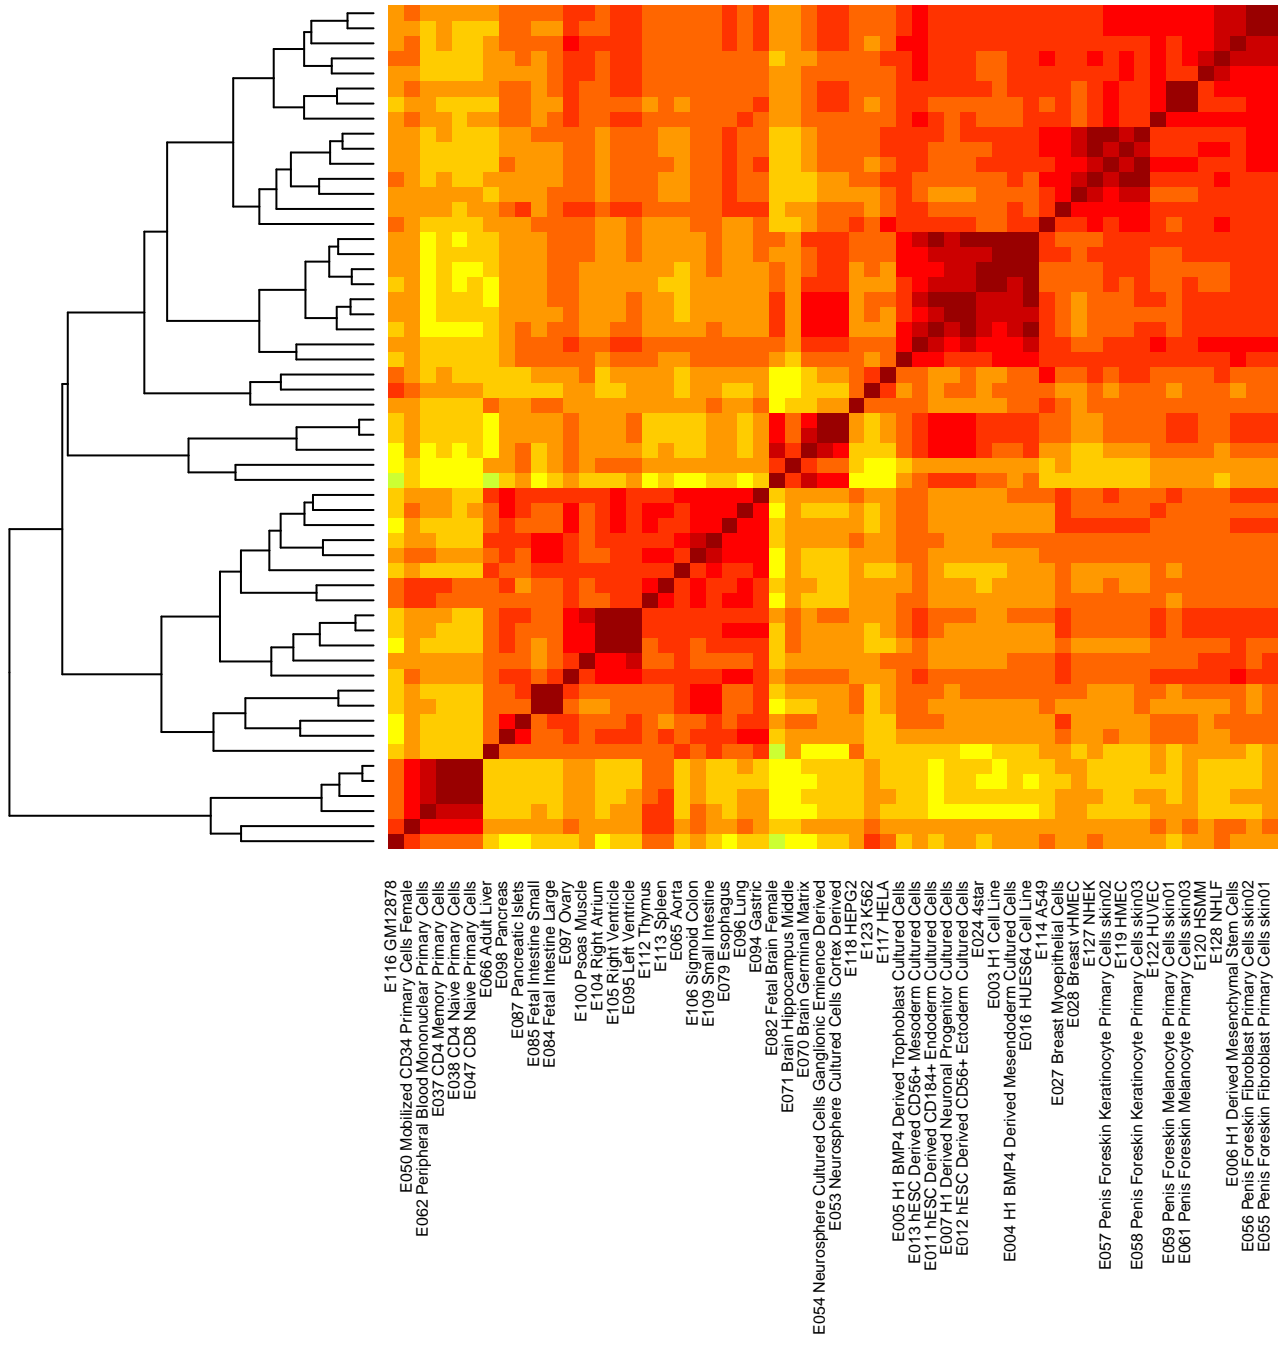 E116 GM12878
E050 Mobilized CD34 Primary Cells Female
E062 Peripheral Blood Mononuclear Primary Cells
E037 CD4 Memory Primary Cells
E038 CD4 Naive Primary Cells
E047 CD8 Naive Primary Cells
E066 Adult Liver
E098 Pancreas
E087 Pancreatic Islets
E085 Fetal Intestine Small
E084 Fetal Intestine Large
E097 Ovary
E100 Psoas Muscle
E104 Right Atrium
E105 Right Ventricle
E095 Left Ventricle
E112 Thymus
E113 Spleen
E065 Aorta
E106 Sigmoid Colon
E109 Small Intestine
E079 Esophagus
E096 Lung
E094 Gastric
E082 Fetal Brain Female
E071 Brain Hippocampus Middle
E070 Brain Germinal Matrix
E054 Neurosphere Cultured Cells Ganglionic Eminence Derived
E053 Neurosphere Cultured Cells Cortex Derived
E118 HEPG2
E123 K562
E117 HELA
E005 H1 BMP4 Derived Trophoblast Cultured Cells
E013 hESC Derived CD56+ Mesoderm Cultured Cells
E011 hESC Derived CD184+ Endoderm Cultured Cells
E007 H1 Derived Neuronal Progenitor Cultured Cells
E012 hESC Derived CD56+ Ectoderm Cultured Cells
E024 4star
E003 H1 Cell Line
E004 H1 BMP4 Derived Mesendoderm Cultured Cells
E016 HUES64 Cell Line
E114 A549
E027 Breast Myoepithelial Cells
E028 Breast vHMEC
E127 NHEK
E057 Penis Foreskin Keratinocyte Primary Cells skin02
E119 HMEC
E058 Penis Foreskin Keratinocyte Primary Cells skin03
E122 HUVEC
E059 Penis Foreskin Melanocyte Primary Cells skin01
E061 Penis Foreskin Melanocyte Primary Cells skin03
E120 HSMM
E128 NHLF
E006 H1 Derived Mesenchymal Stem Cells
E056 Penis Foreskin Fibroblast Primary Cells skin02
E055 Penis Foreskin Fibroblast Primary Cells skin01